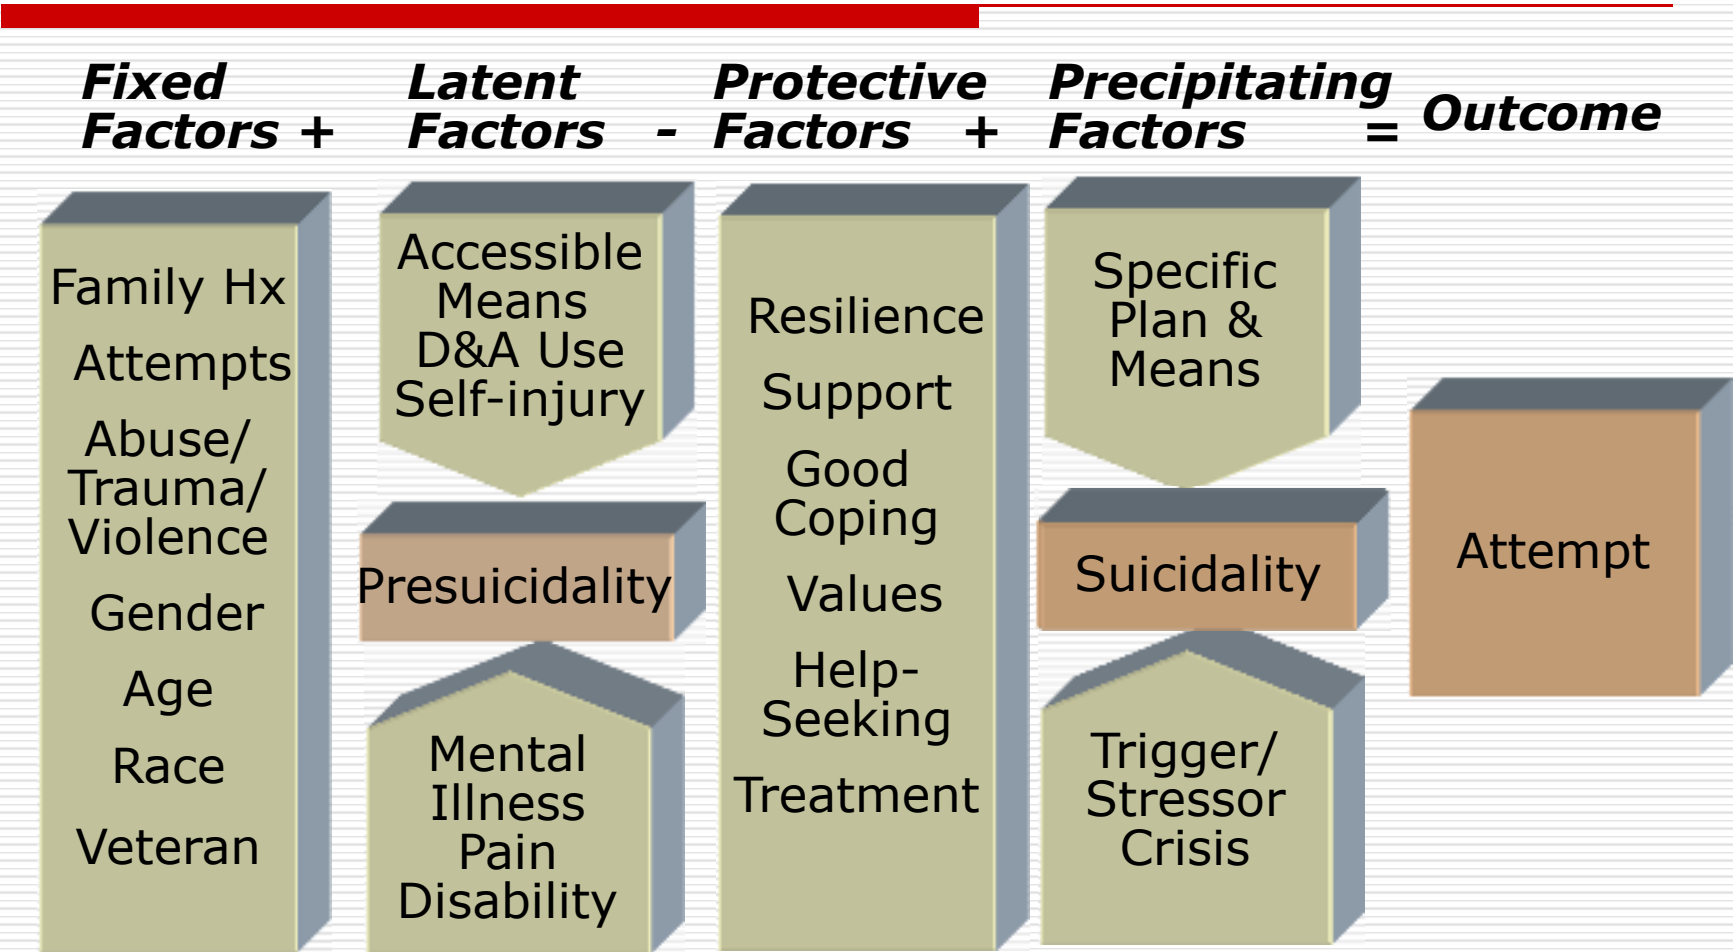 Fixed
Factors +
Latent
Factors -
Protective
Factors +
Precipitating
Factors =
Outcome
Family Hx
Attempts
Abuse/
Trauma/
Violence
Gender
Age
Race
Veteran
Accessible
Means
D&A Use
Self-injury
Presuicidality
Mental
Illness
Pain
Disability
Resilience
Support
Good
Coping
Values
Help-
Seeking
Treatment
Specific
Plan &
Means
Suicidality
Trigger/
Stressor
Crisis
Attempt